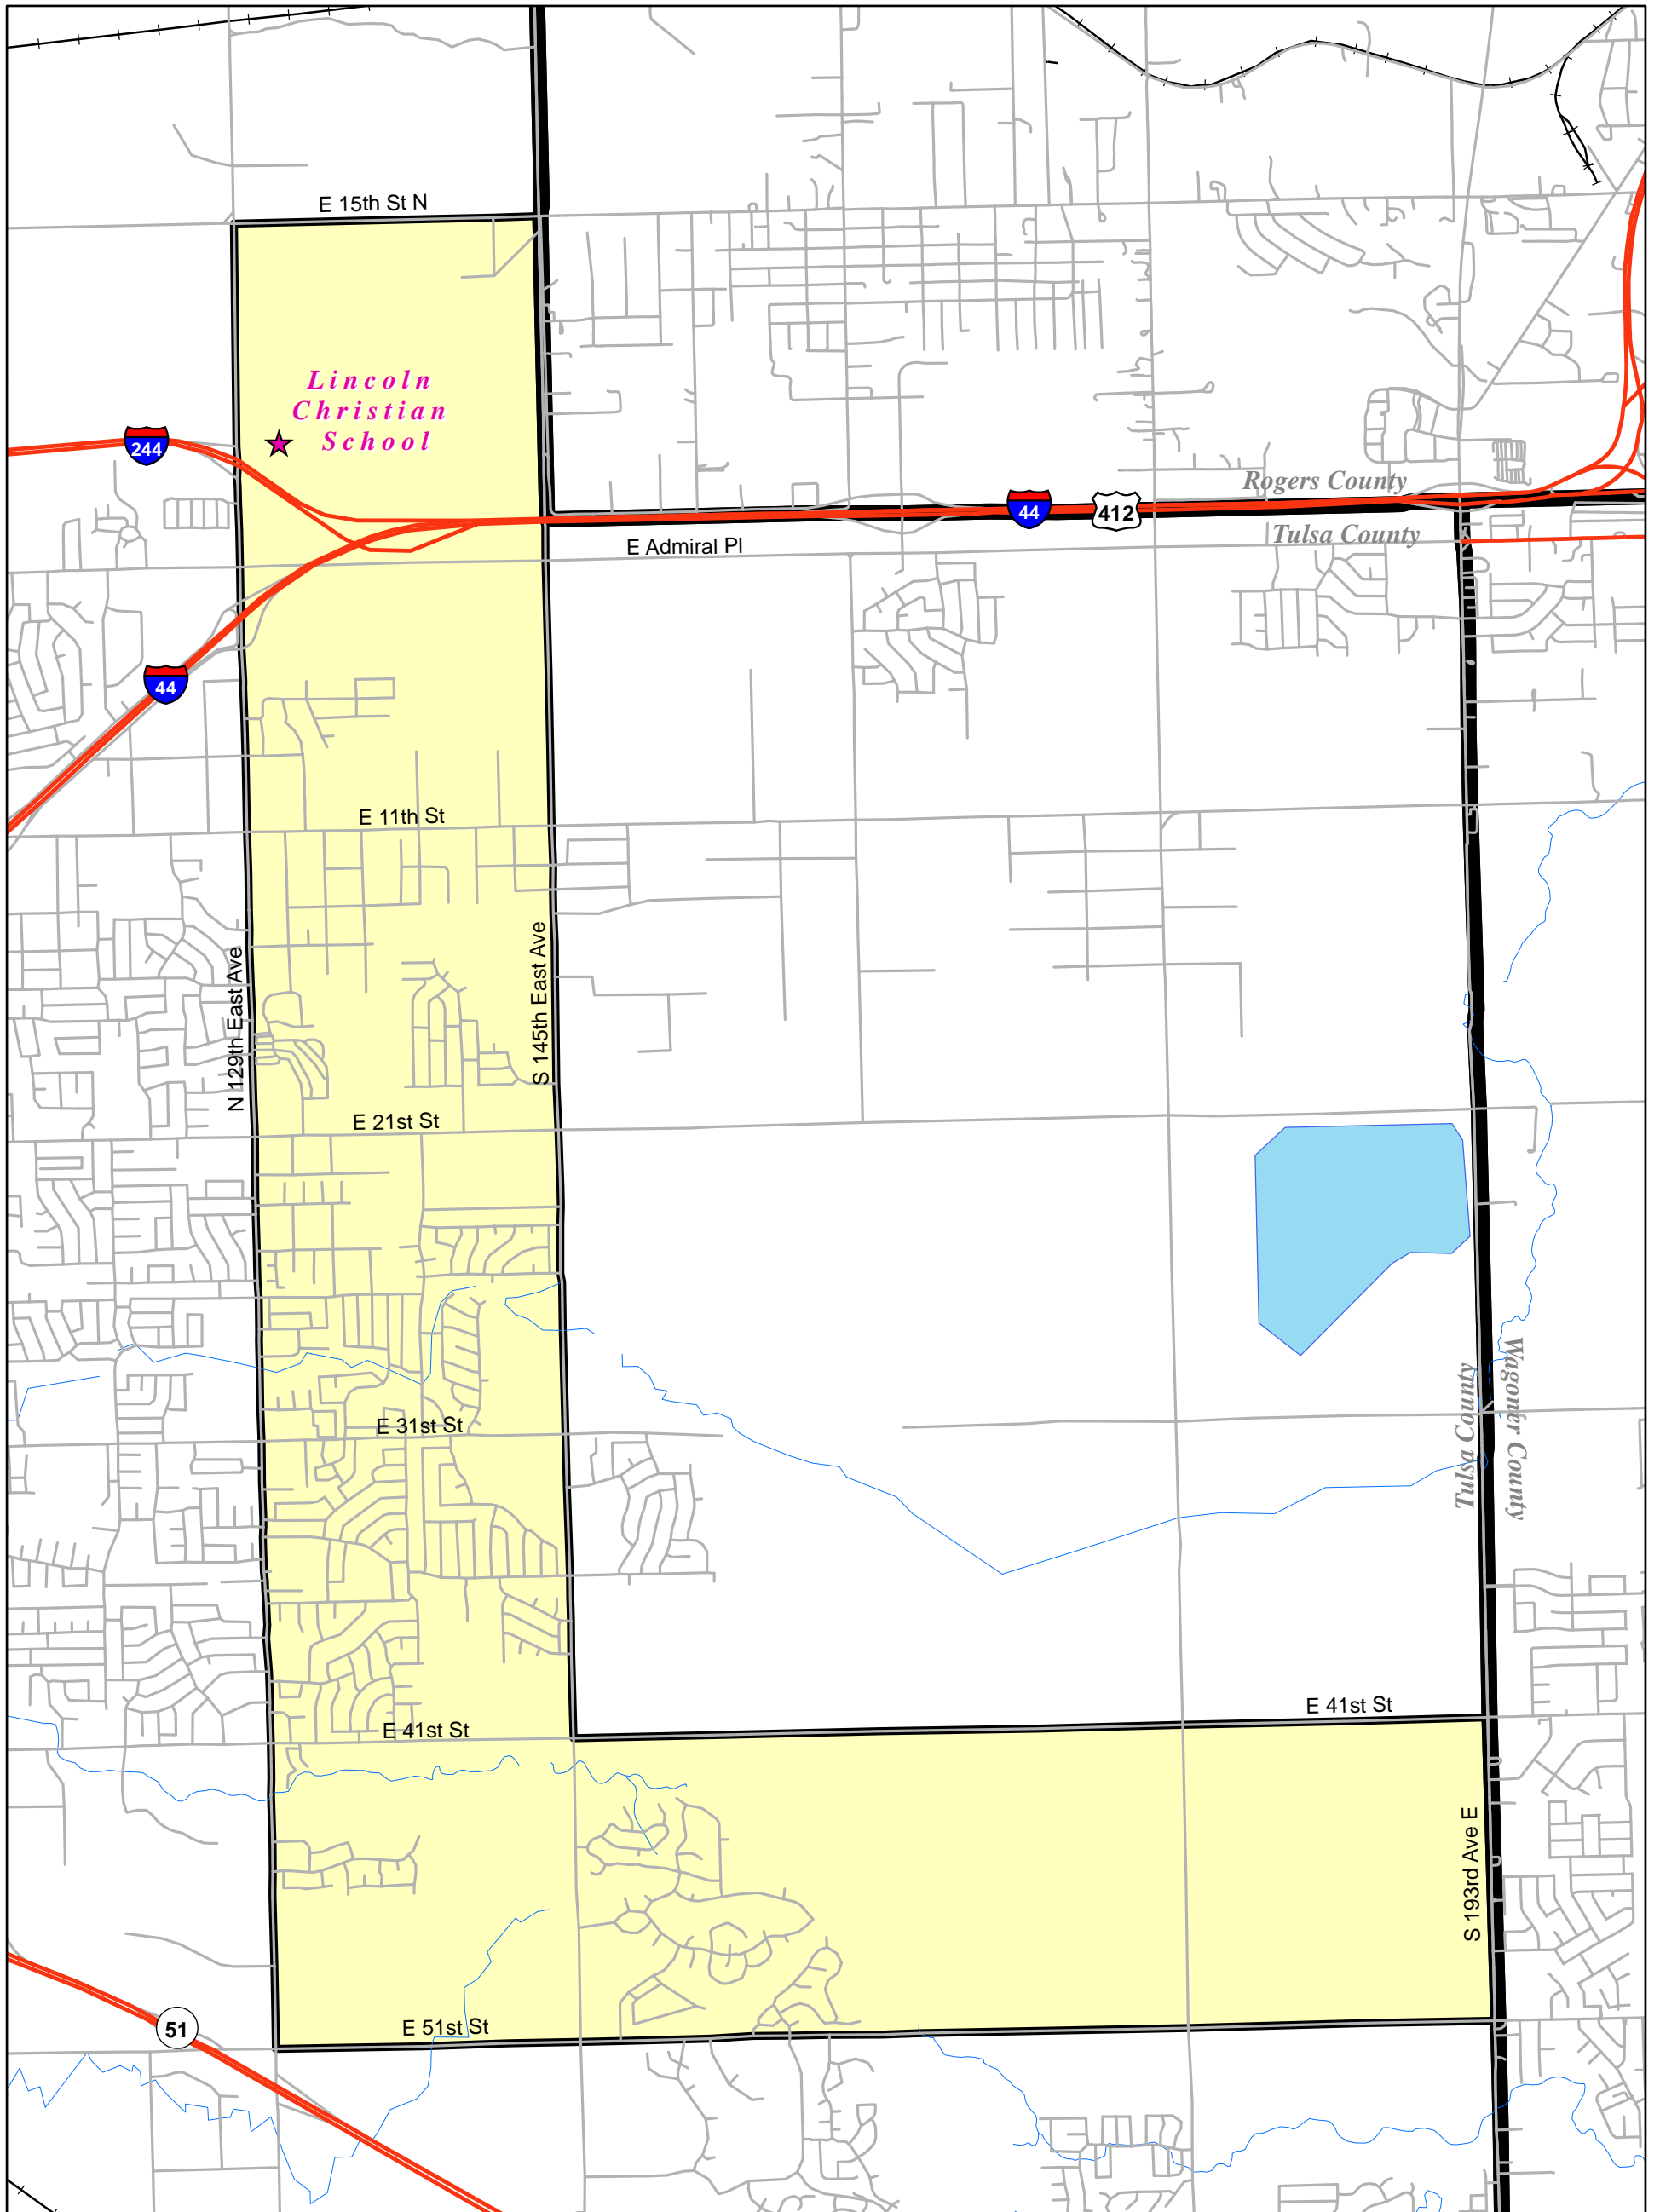 E 15th St N
Lincoln
Christian
School
244
Rogers County
44
412
Tulsa County
E Admiral Pl
44
E 11th St
N 129th East Ave
S 145th East Ave
E 21st St
Tulsa County
Wagoner County
E 31st St
E 41st St
E 41st St
S 193rd Ave E
51
E 51st St